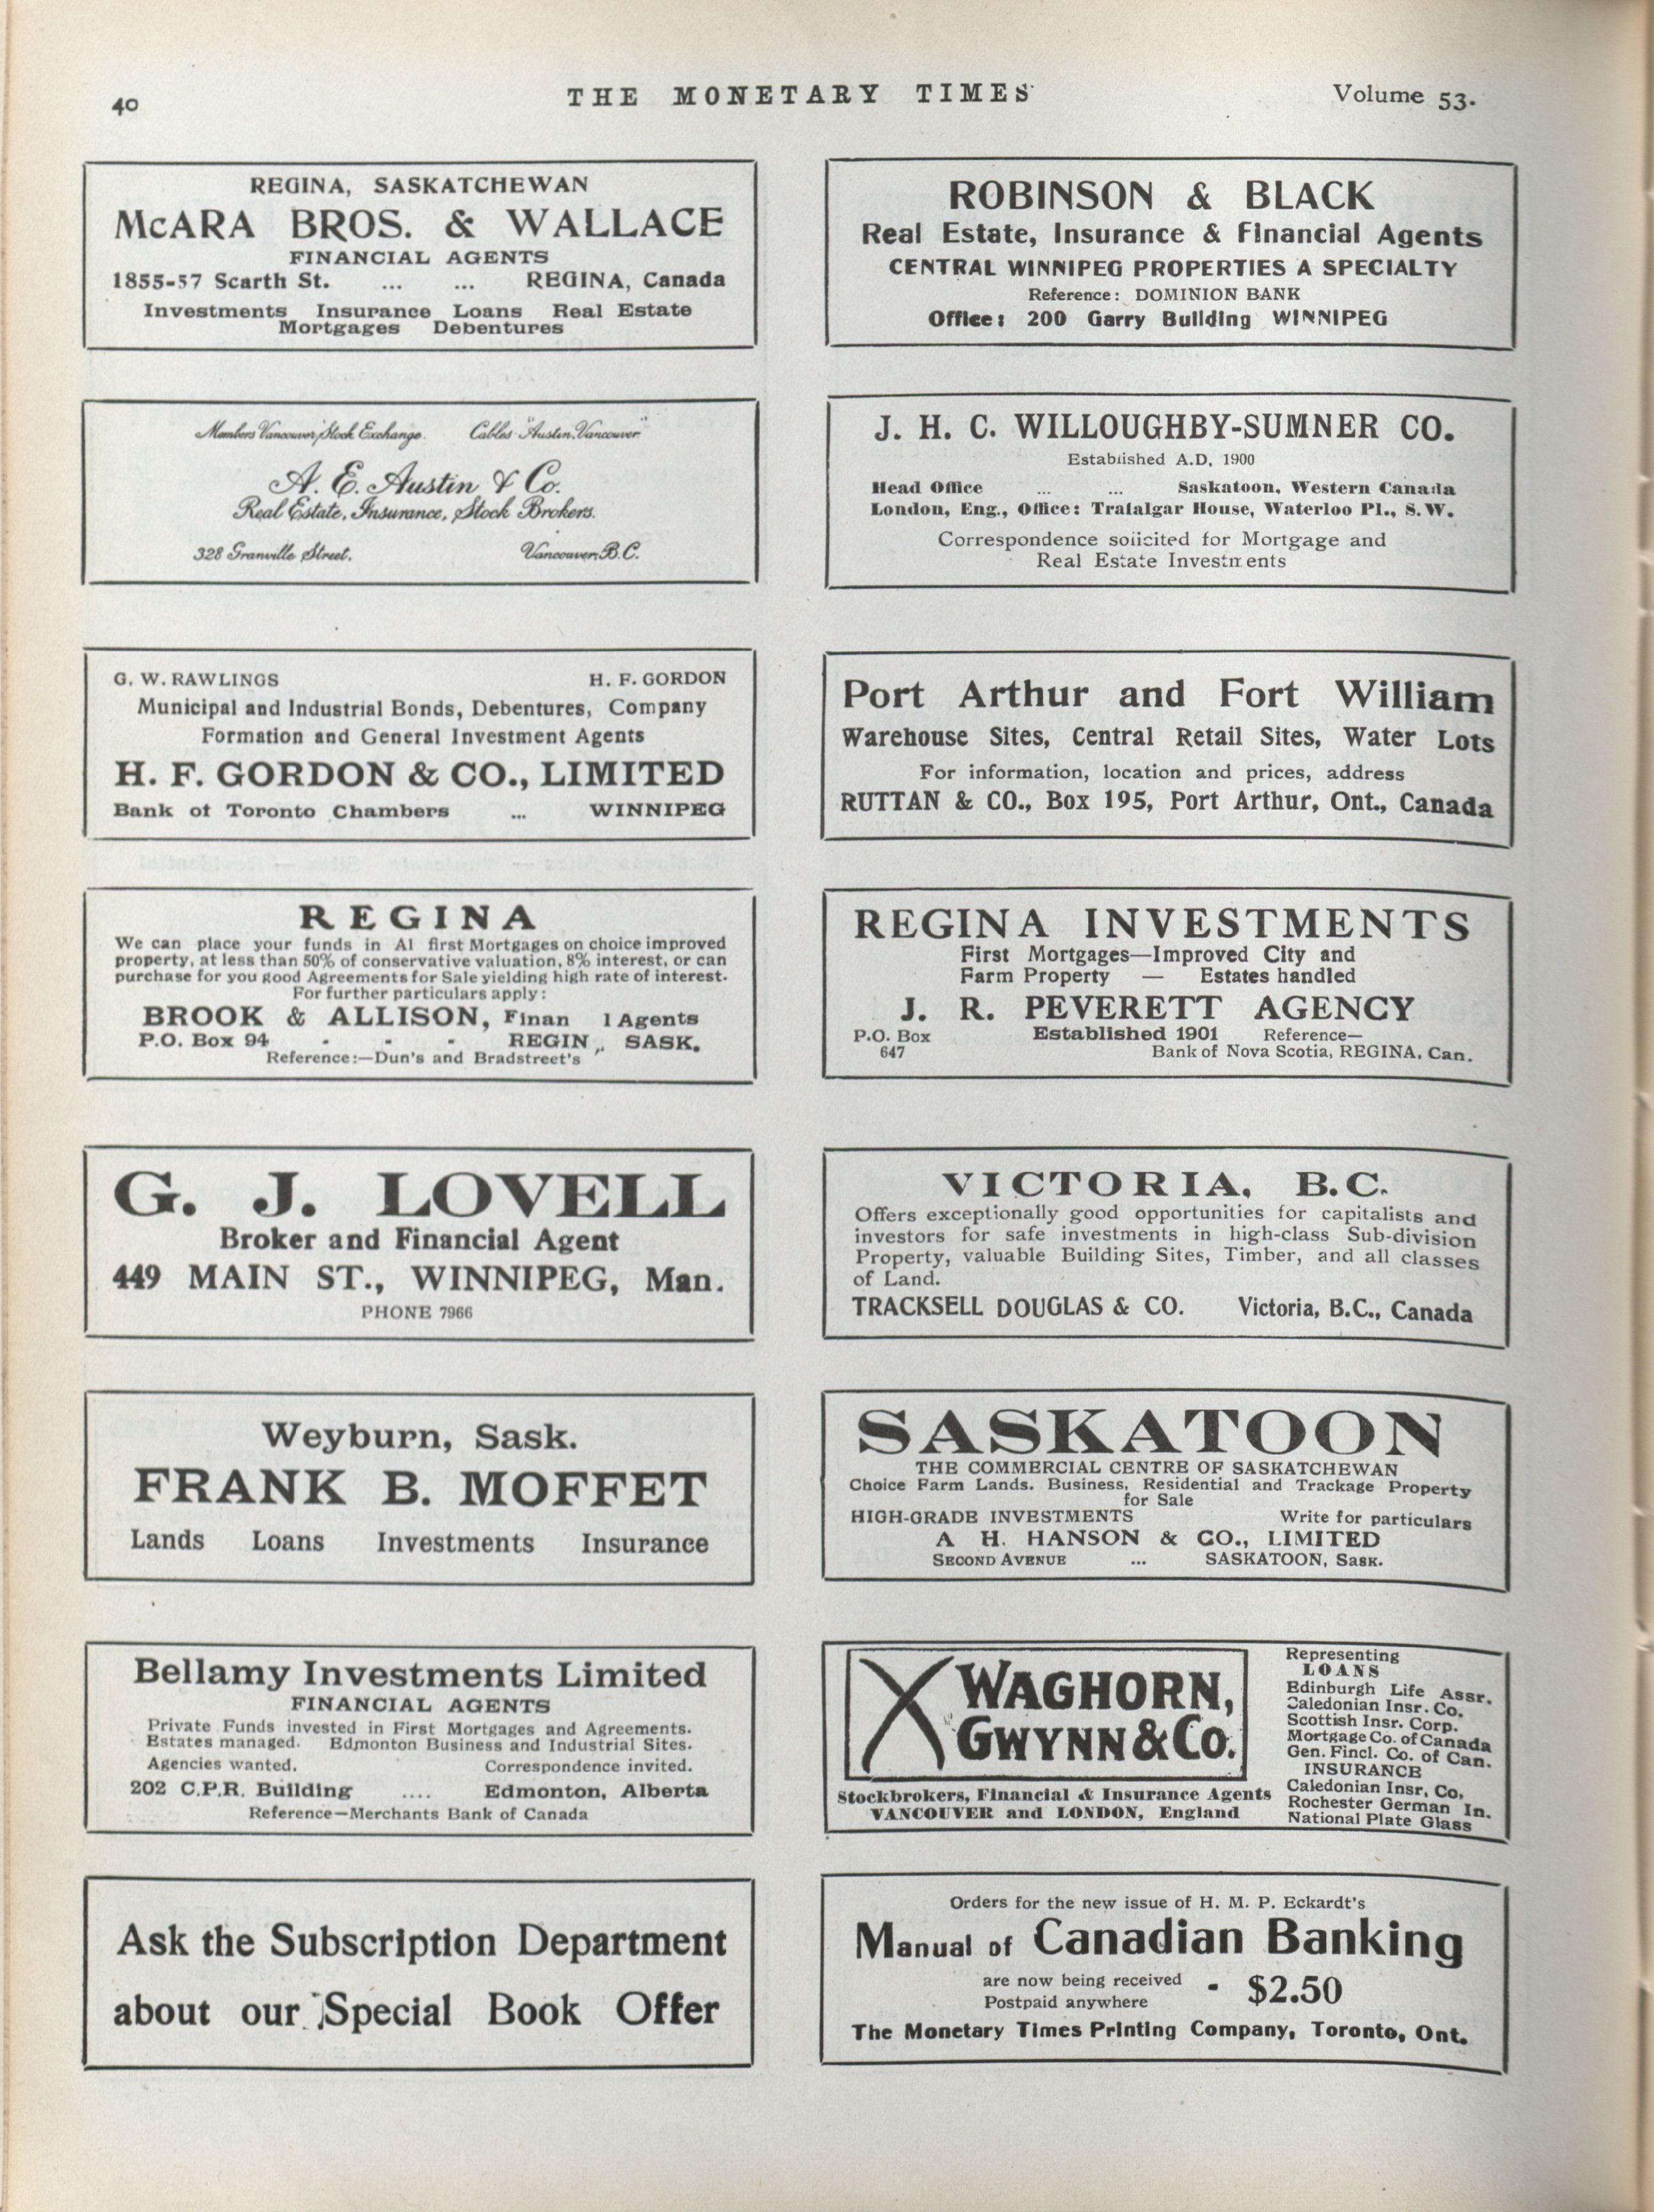 40
THE MONETARY TIMES
Volume 53.
REGINA, SASKATCHEWAN
McARA BROS. & WALLACE
FINANCIAL AGENTS
1855-57 Scarth St. ... ... REGINA, Canada
Investments Insurance Loans Real Estate
Mortgages Debentures
ROBINSON & BLACK
Real Estate, Insurance & Financial Agents
CENTRAL WINNIPEG PROPERTIES A SPECIALTY
Reference: DOMINION BANK
Office: 200 Garry Building WINNIPEG
Members Vancouver Stock Exchange. Cables "Austin, Vancouver"
A. E. Austin & Co.
Real Estate, Insurance, Stock Brokers.
328 Granville Street. Vancouver, B.C.
J. H. C. WILLOUGHBY-SUMNER CO.
Established A.D. 1900
Head Office ... ... Saskatoon, Western Canada
London, Eng., Office: Trafalgar House, Waterloo Pl., S.W.
Correspondence solicited for Mortgage and
Real Estate Investments
G. W. RAWLINGS H. F. GORDON
Municipal and Industrial Bonds, Debentures, Company
Formation and General Investment Agents
H. F. GORDON & CO., LIMITED
Bank of Toronto Chambers ... WINNIPEG
Port Arthur and Fort William
Warehouse Sites, Central Retail Sites, Water Lots
For information, location and prices, address
RUTTAN & CO., Box 195, Port Arthur, Ont., Canada
REGINA
We can place your funds in A1 first Mortgages on choice improved
property, at less than 50% of conservative valuation, 8% interest, or can
purchase for you good Agreements for Sale yielding high rate of interest.
For further particulars apply:
BROOK & ALLISON, Finan l Agents
P.O. Box 94 - - - REGIN , SASK.
Reference:—Dun's and Bradstreet's
REGINA INVESTMENTS
First Mortgages—Improved City and
Farm Property — Estates handled
J. R. PEVERETT AGENCY
P.O. Box 647 Established 1901 Reference—
Bank of Nova Scotia, REGINA, Can.
G. J. LOVELL
Broker and Financial Agent
449 MAIN ST., WINNIPEG, Man.
PHONE 7966
VICTORIA, B.C.
Offers exceptionally good opportunities for capitalists and
investors for safe investments in high-class Sub-division
Property, valuable Building Sites, Timber, and all classes
of Land.
TRACKSELL DOUGLAS & CO. Victoria, B.C., Canada
Weyburn, Sask.
FRANK B. MOFFET
Lands Loans Investments Insurance
SASKATOON
THE COMMERCIAL CENTRE OF SASKATCHEWAN
Choice Farm Lands. Business, Residential and Trackage Property
for Sale
HIGH-GRADE INVESTMENTS Write for particulars
A H. HANSON & CO., LIMITED
SECOND AVENUE ... SASKATOON, SASK.
Bellamy Investments Limited
FINANCIAL AGENTS
Private Funds invested in First Mortgages and Agreements.
Estates managed. Edmonton Business and Industrial Sites.
Agencies wanted. Correspondence invited.
202 C.P.R. Building .... Edmonton, Alberta
Reference—Merchants Bank of Canada
WAGHORN,
GWYNN & Co.
Stockbrokers, Financial & Insurance Agents
VANCOUVER and LONDON, England
Representing
LOANS
Edinburgh Life Assr.
Caledonian Insr. Co.
Scottish Insr. Corp.
Mortgage Co. of Canada
Gen. Fincl. Co. of Can.
INSURANCE
Caledonian Insr, Co,
Rochester German In.
National Plate Glass
Ask the Subscription Department
about our Special Book Offer
Orders for the new issue of H. M. P. Eckardt's
Manual of Canadian Banking
are now being received - $2.50
Postpaid anywhere
The Monetary Times Printing Company, Toronto, Ont.